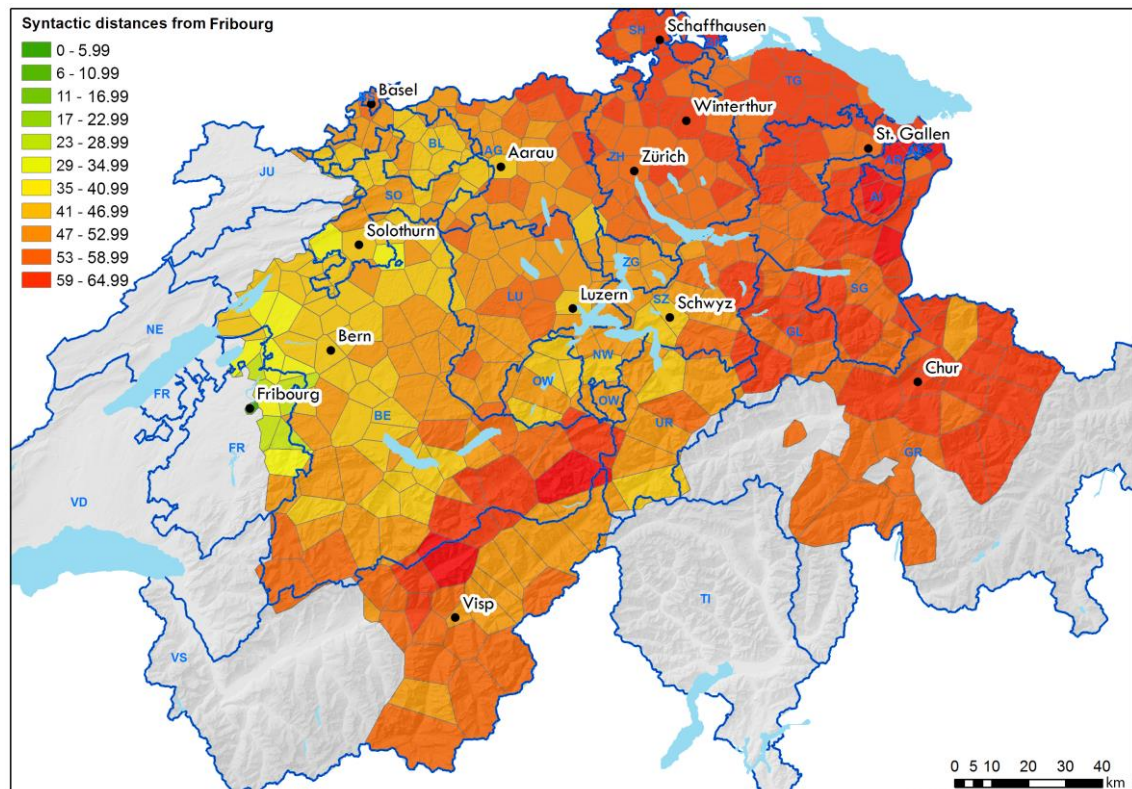 Syntactic distances from Fribourg
0 - 5.99
6 - 10.99
11 - 16.99
17 - 22.99
23 - 28.99
29 - 34.99
35 - 40.99
41 - 46.99
47 - 52.99
53 - 58.99
59 - 64.99
SH
Schaffhausen
Basel
TG
Winterthur
BL
AG
Aarau
ZH
Zürich
St. Gallen
AR
AI
JU
SO
Solothurn
ZG
LU
Luzern
SZ
Schwyz
SG
GL
NE
Bern
NW
OW
OW
Chur
FR
Fribourg
BE
UR
GR
FR
VD
Visp
TI
VS
0 5 10 20 30 40
km